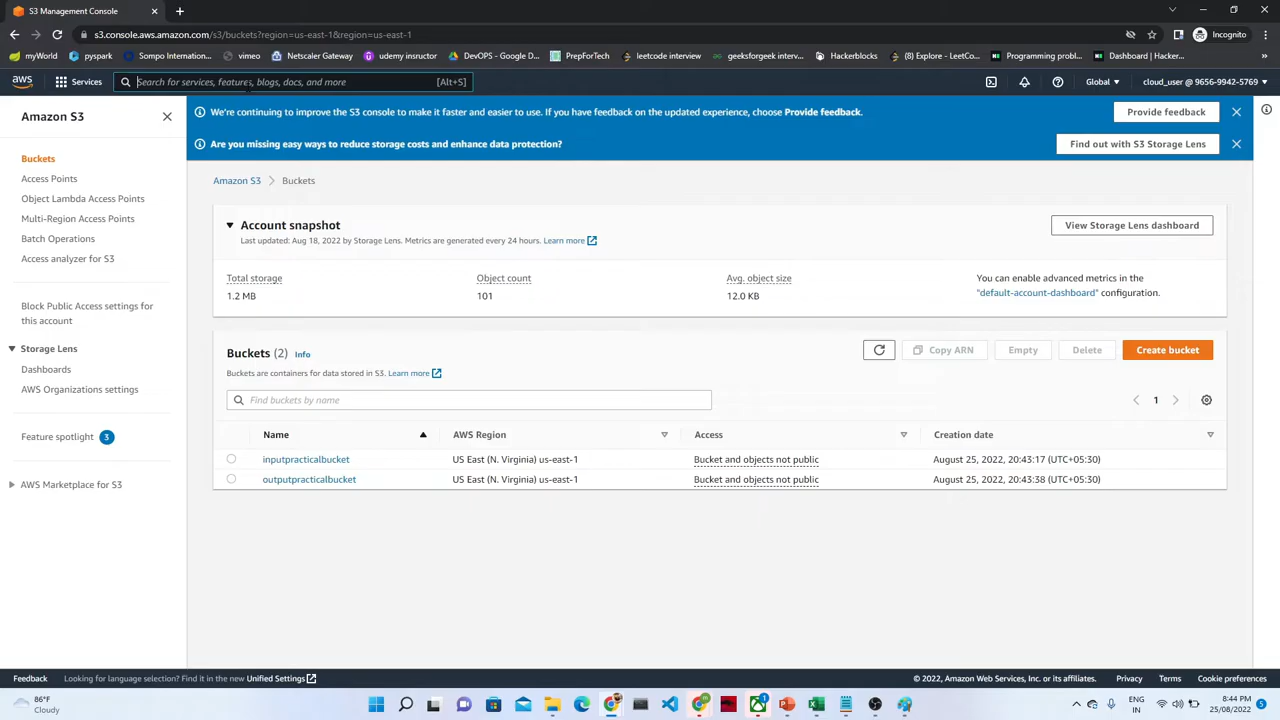 S3 Management Console
s3.console.aws.amazon.com/s3/buckets?region=us-east-1&region=us-east-1
Incognito
myWorld
pyspark
Sompo - internal wo...
vimeo
Gateway
udemy insructor
DevOPS - Google D...
PrepForTech
leetcode interview
geeksforgeek interv...
Hackerblocks
(8) Explore - LeetCo...
Programming probl...
Dashboard | Hacker...
aws
Services
Search for services, features, blogs, docs, and more
[Alt+S]
Global
cloud_user @ 9656-9942-5769
Amazon S3
We're continuing to improve the S3 console to make it faster and easier to use. If you have feedback on the updated experience, choose Provide feedback.
Provide feedback
Are you missing easy ways to reduce storage costs and enhance data protection?
Find out with S3 Storage Lens
Buckets
Access Points
Object Lambda Access Points
Multi-Region Access Points
Batch Operations
Access analyzer for S3
Block Public Access settings for
this account
Storage Lens
Dashboards
AWS Organizations settings
Feature spotlight 3
AWS Marketplace for S3
Amazon S3
Buckets
Account snapshot
Last updated: Aug 18, 2022 by Storage Lens. Metrics are generated every 24 hours. Learn more
View Storage Lens dashboard
Total storage
1.2 MB
Object count
101
Avg. object size
12.0 KB
You can enable advanced metrics in the
"default-account-dashboard" configuration.
Buckets (2) Info
Buckets are containers for data stored in S3. Learn more
Copy ARN
Empty
Delete
Create bucket
Find buckets by name
1
Name AWS Region Access Creation date
inputpracticalbucket US East (N. Virginia) us-east-1 Bucket and objects not public August 25, 2022, 20:43:17 (UTC+05:30)
outputpracticalbucket US East (N. Virginia) us-east-1 Bucket and objects not public August 25, 2022, 20:43:38 (UTC+05:30)
Feedback
Looking for language selection? Find it in the new Unified Settings
© 2022, Amazon Web Services, Inc. or its affiliates.
Privacy
Terms
Cookie preferences
86°F
Cloudy
1
ENG
IN
8:44 PM
25/08/2022
5